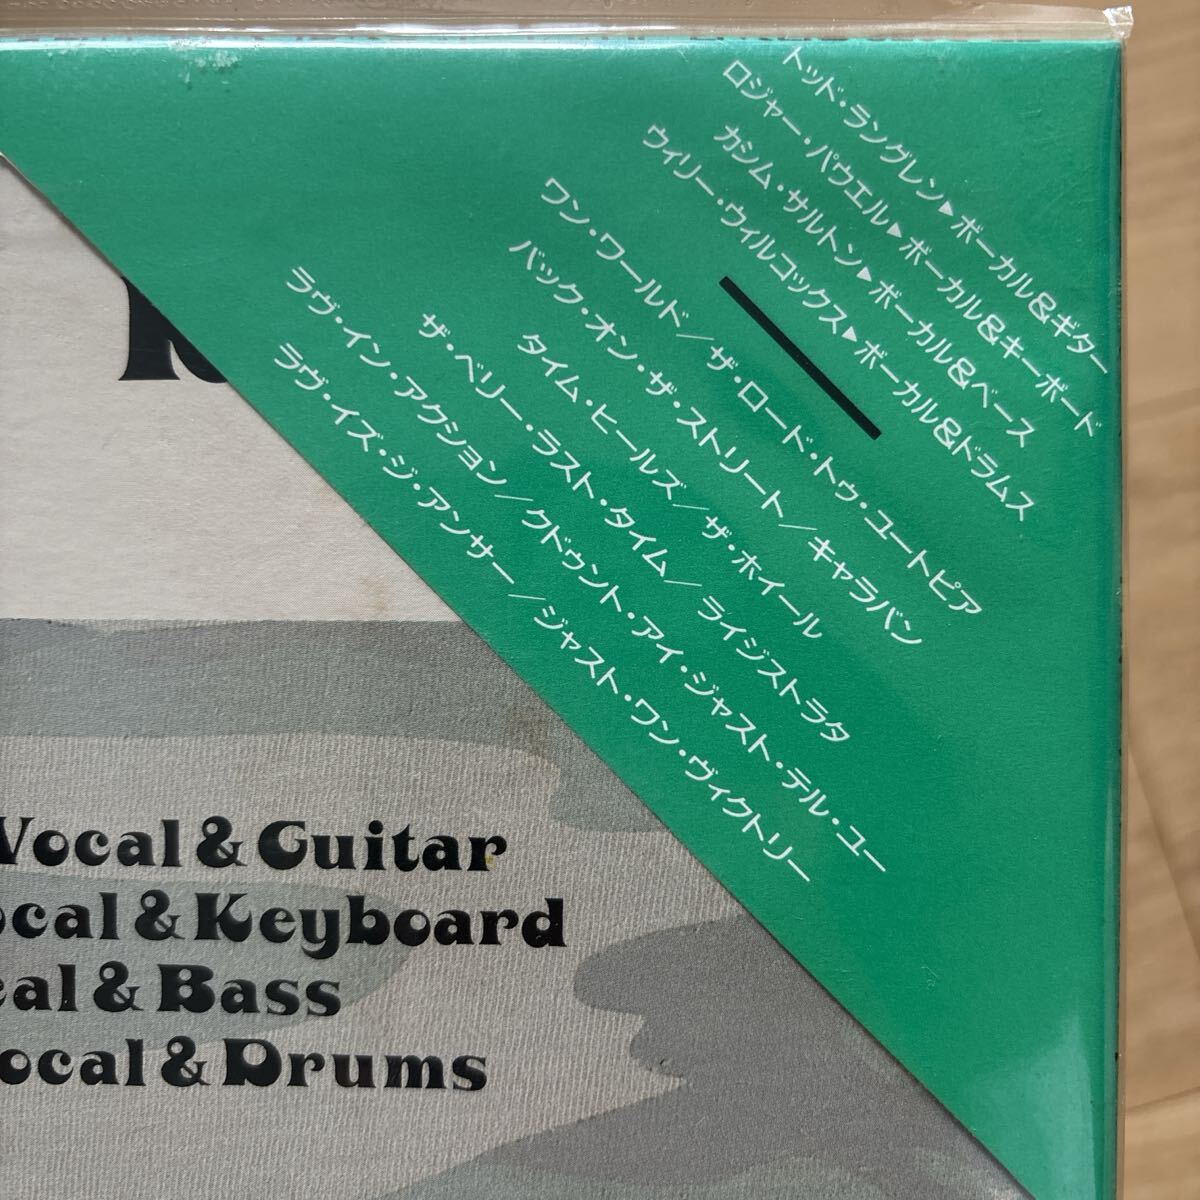 トッド・ラングレン▶ボーカル&ギター
ロジャー・パウエル▶ボーカル&キーボード
カシム・サルトン▶ボーカル&ベース
ウィリー・ウィルコックス▶ボーカル&ドラムス
ワン・ワールド/ザ・ロード・トゥ・ユートピア
バック・オン・ザ・ストリート/キャラバン
タイム・ヒールズ/ザ・ホイール
ザ・ベリー・ラスト・タイム/ライジストラタ
ラヴ・イン・アクション/クドゥント・アイ・ジャスト・テル・ユー
ラヴ・イズ・ジ・アンサー/ジャスト・ワン・ヴィクトリー
Vocal & Guitar
ocal & Keyboard
cal & Bass
ocal & Drums